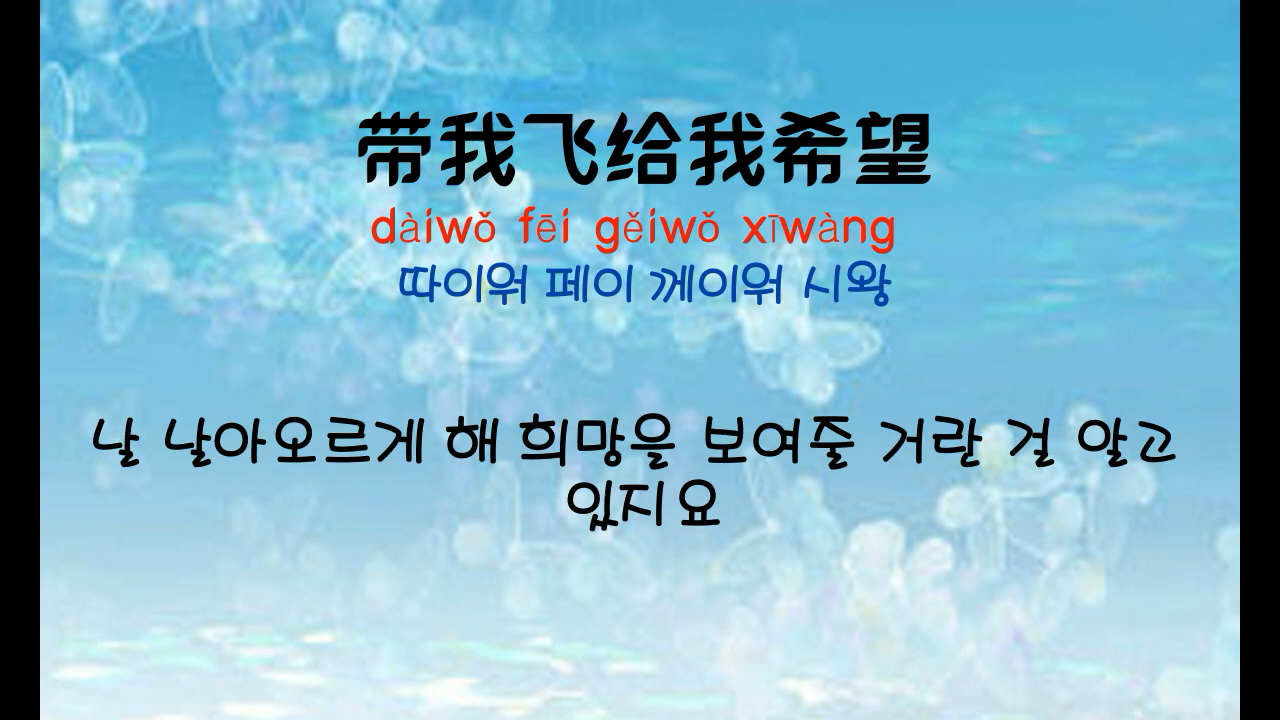 带我飞给我希望
dàiwǒ fēi gěiwǒ xīwàng
따이워 페이 께이워 시왕
날 날아오르게 해 희망을 보여줄 거란 걸 알고
있지요